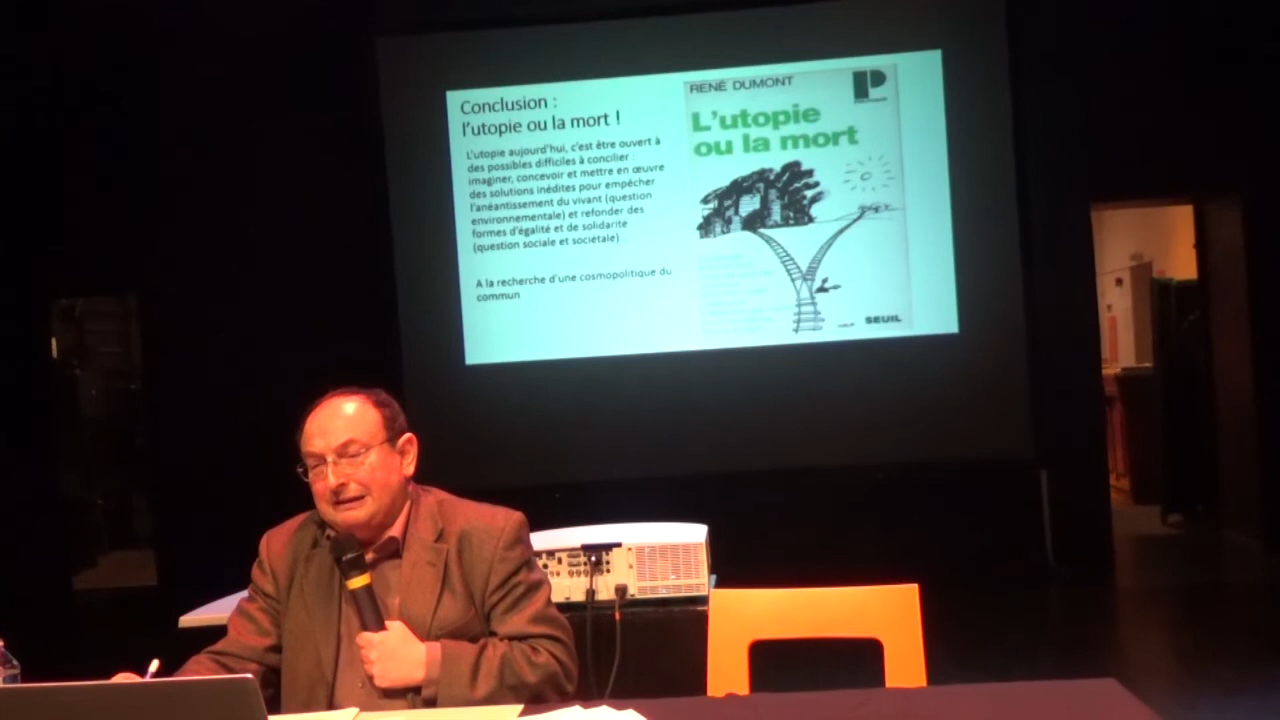 Conclusion :
l'utopie ou la mort !
L'utopie aujourd'hui, c'est être ouvert à
des possibles difficiles à concilier :
imaginer, concevoir et mettre en œuvre
des solutions inédites pour empêcher
l'anéantissement du vivant (question
environnementale) et refonder des
formes d'égalité et de solidarité
(question sociale et sociétale)
A la recherche d'une cosmopolitique du
commun
RENÉ DUMONT
P
L'utopie
ou la mort
SEUIL